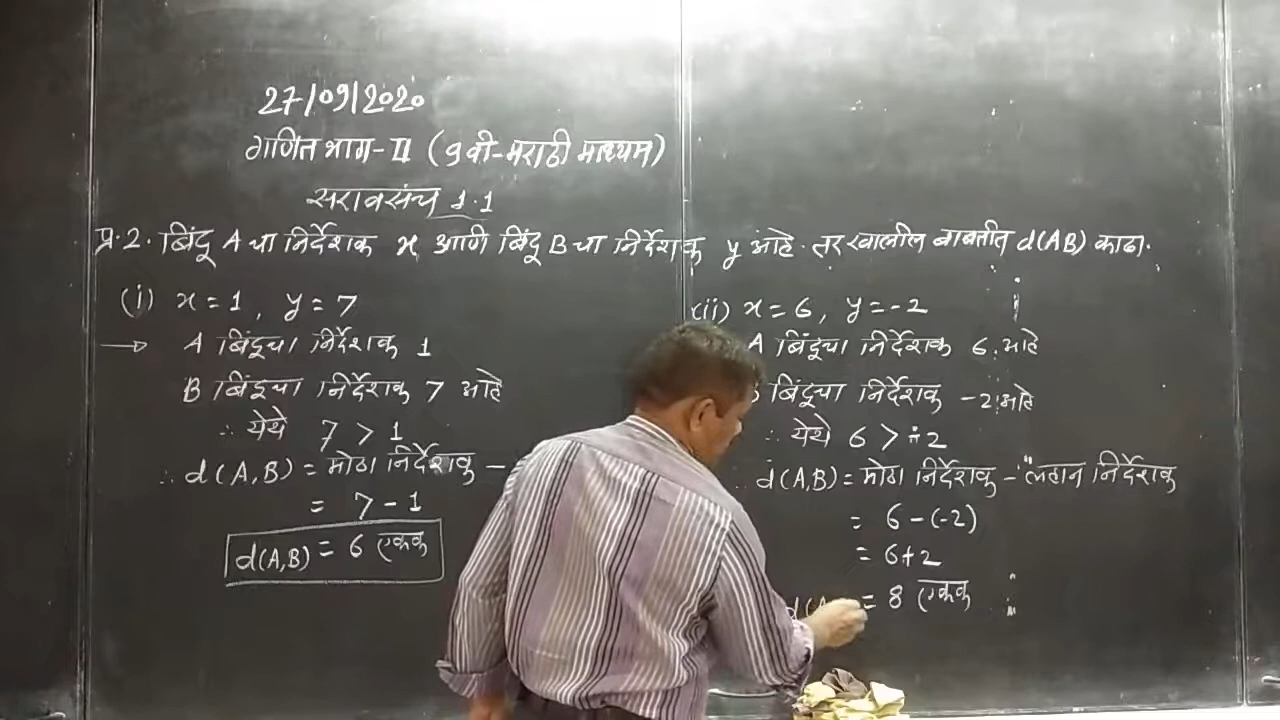 27/09/2020
गणित भाग-II (9वी-मराठी माध्यम)
सरावसंच 1.1
प्र.2. बिंदू A चा निर्देशक x आणि बिंदू B चा निर्देशक y आहे. तर खालील बाबतीत d(AB) काढा.
(i) x = 1, y = 7
→ A बिंदूचा निर्देशक 1
B बिंदूचा निर्देशक 7 आहे
∴ येथे 7 > 1
∴ d(A,B) = मोठा निर्देशक -
= 7 - 1
d(A,B) = 6 एकक
(ii) x = 6, y = -2
A बिंदूचा निर्देशक 6 आहे
बिंदूचा निर्देशक -2 आहे
∴ येथे 6 > -2
∴ d(A,B) = मोठा निर्देशक - लहान निर्देशक
= 6 - (-2)
= 6+2
= 8 एकक